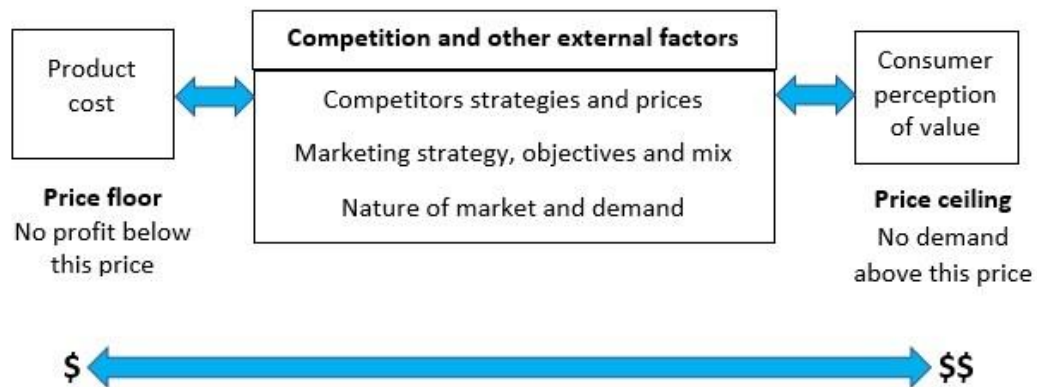 Product
cost
Price floor
No profit below
this price
Competition and other external factors
Competitors strategies and prices
Marketing strategy, objectives and mix
Nature of market and demand
Consumer
perception
of value
Price ceiling
No demand
above this price
$
$$